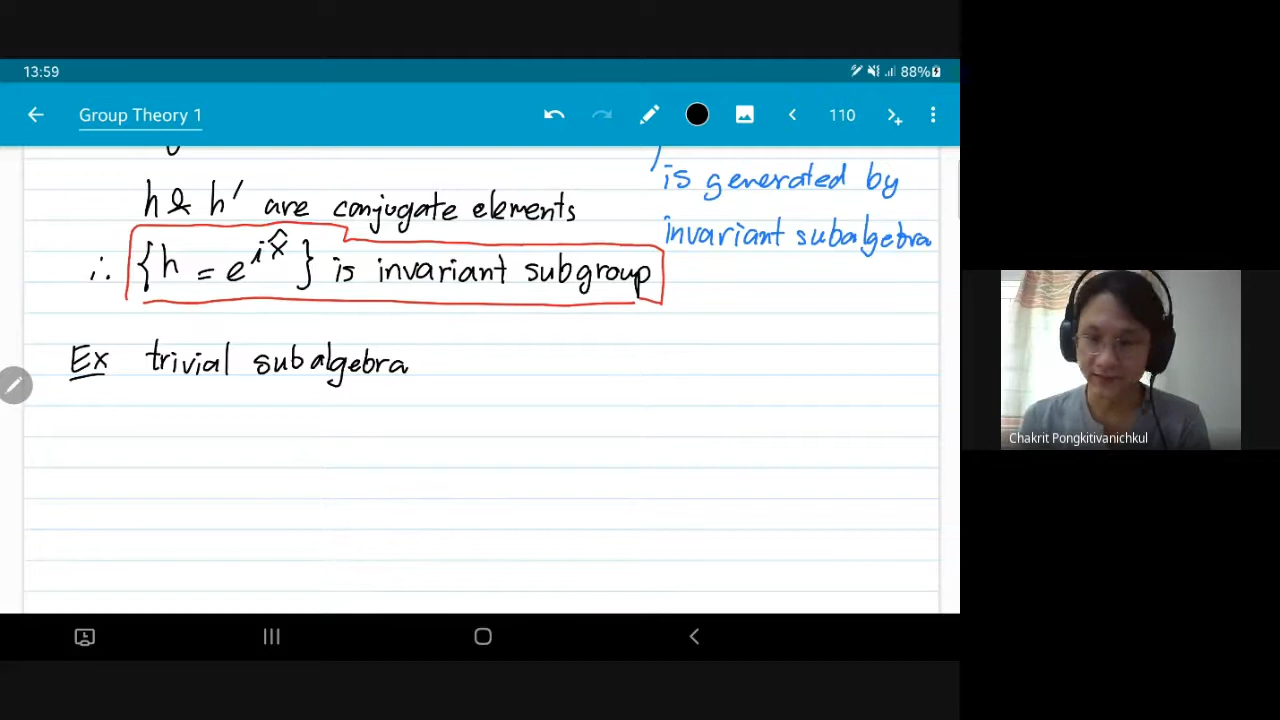 13:59
88%
Group Theory 1
110
is generated by
invariant subalgebra
h & h' are conjugate elements
∴ {h = e^{i\hat{x}}} is invariant subgroup
Ex trivial subalgebra
Chakrit Pongkitivanichkul